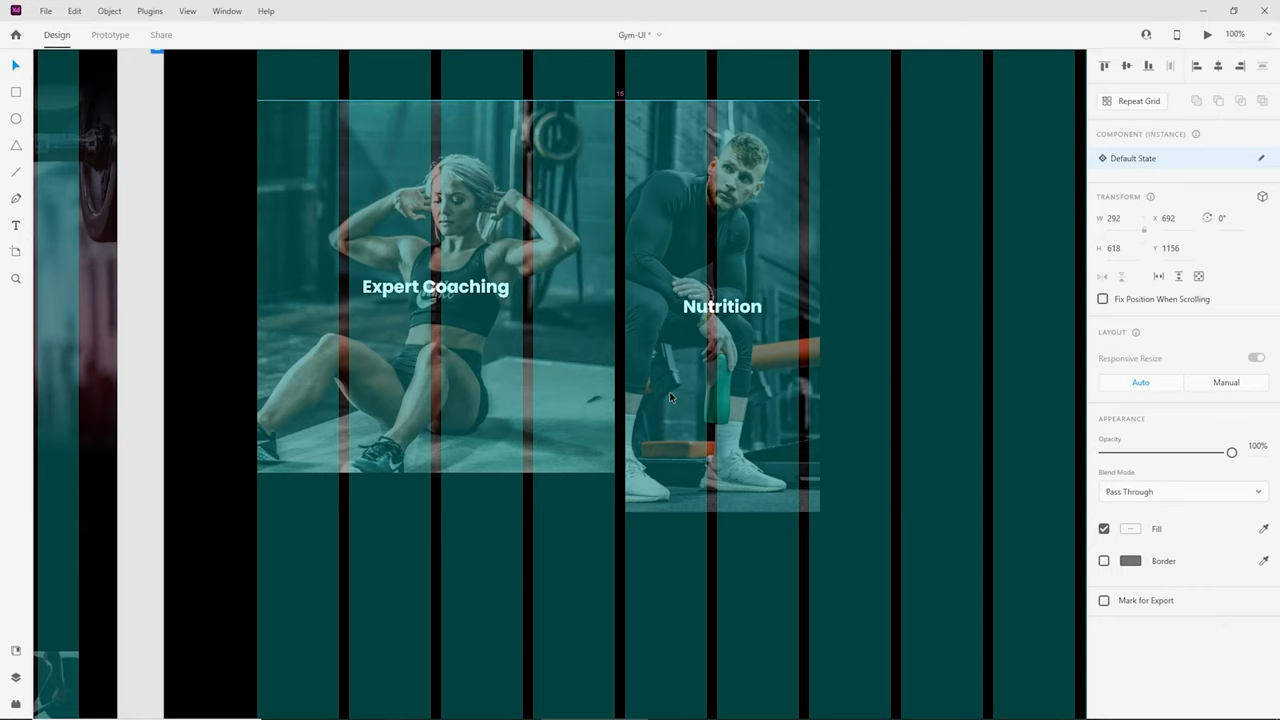 File Edit Object Plugins View Window Help
Design Prototype Share Gym-UI * 100%
Repeat Grid
COMPONENT (INSTANCE)
Default State
TRANSFORM
W 292 X 692 0°
H 618 Y 1156
Fix Position When Scrolling
LAYOUT
Responsive Resize
Auto Manual
APPEARANCE
Opacity
100%
Blend Mode
Pass Through
Fill
Border
Mark for Export
Xd
15
Expert Coaching
Nutrition